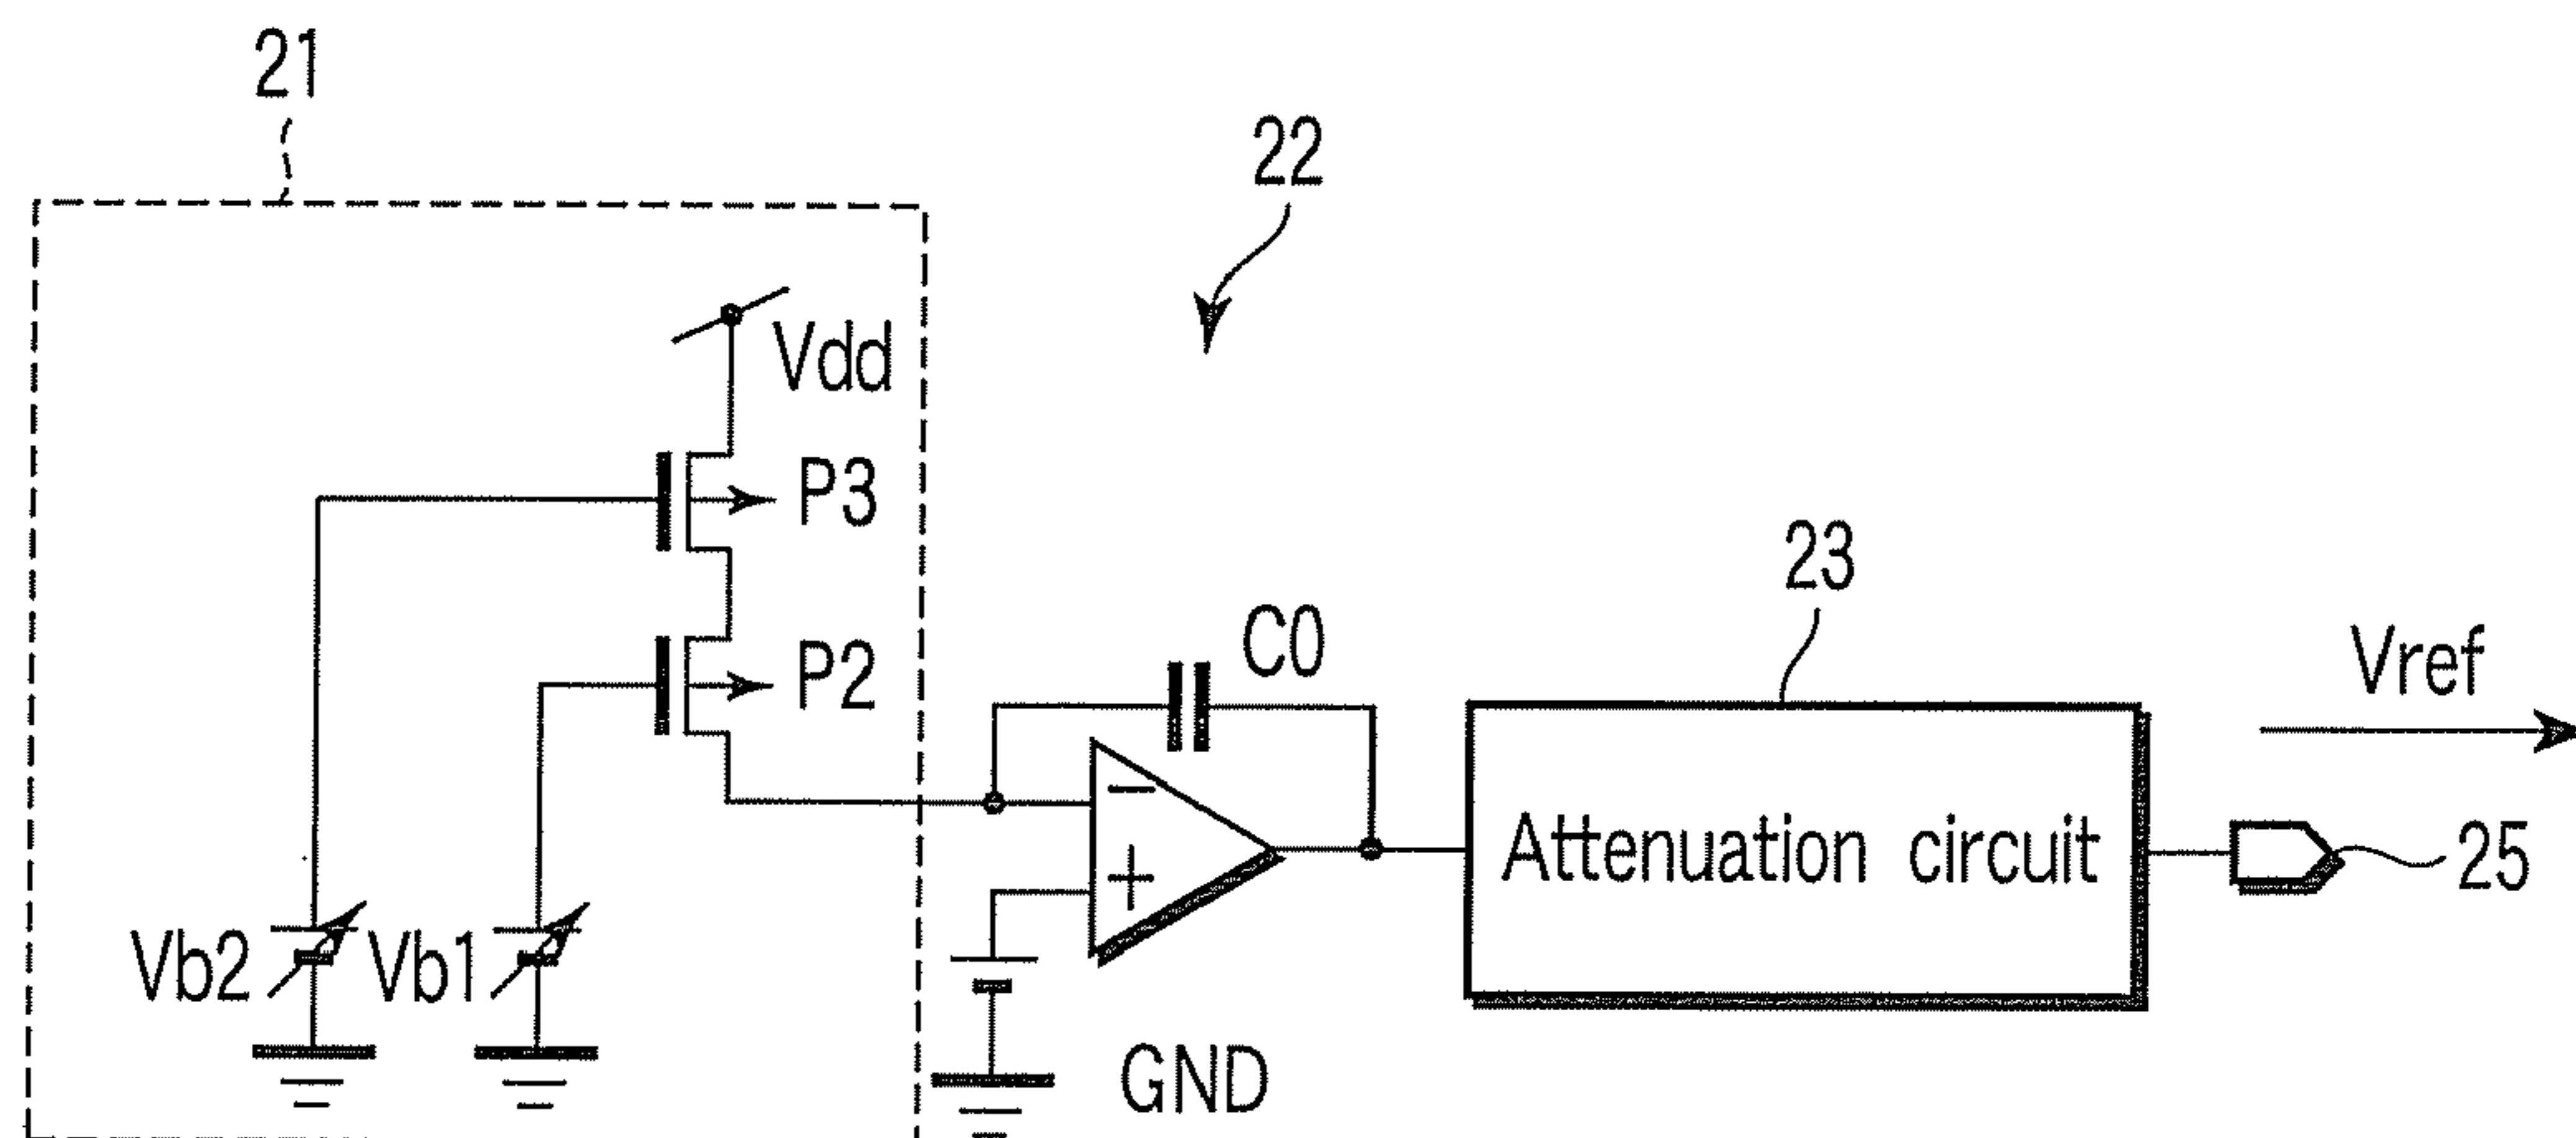 21
22
Vdd
P3
23
C0
P2
Vref
Attenuation circuit
25
Vb2
Vb1
GND